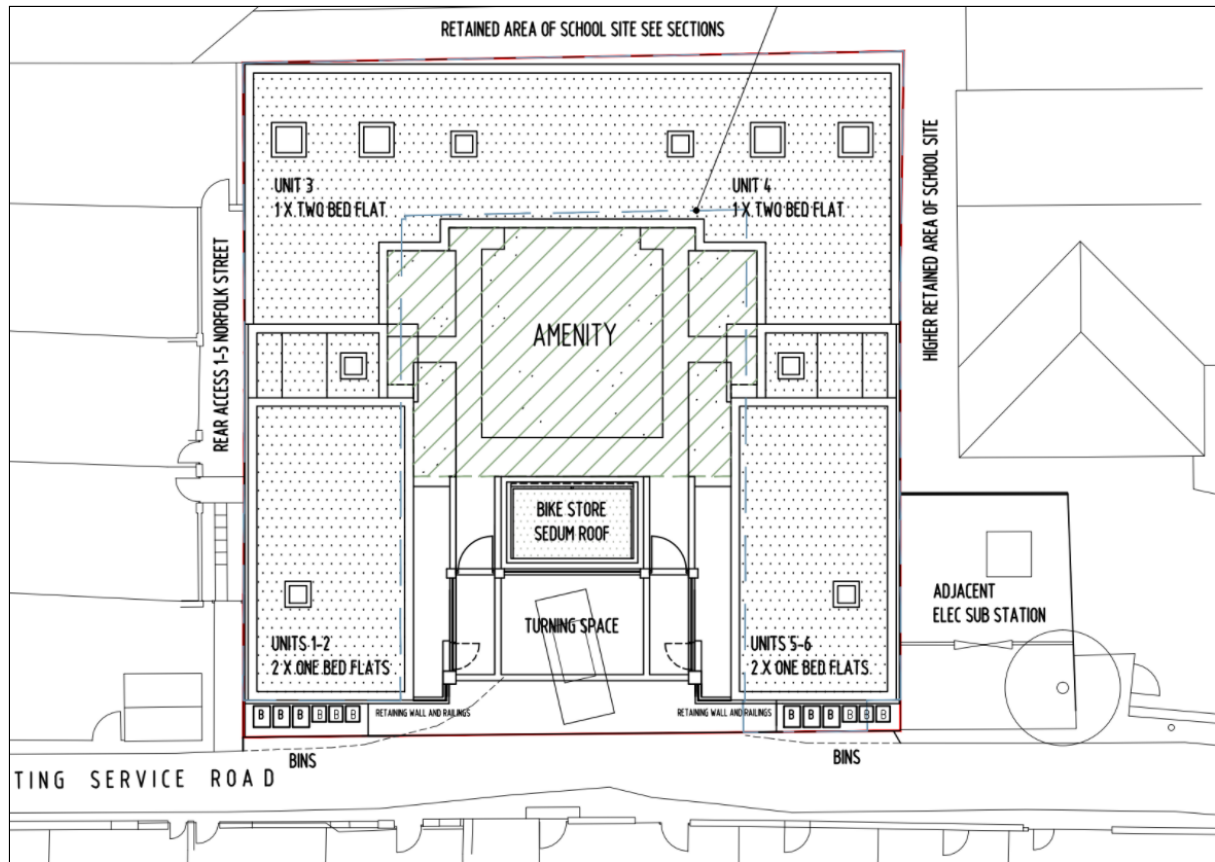 RETAINED AREA OF SCHOOL SITE SEE SECTIONS
UNIT 3
1 X TWO BED FLAT
UNIT 4
1 X TWO BED FLAT
HIGHER RETAINED AREA OF SCHOOL SITE
REAR ACCESS 1-5 NORFOLK STREET
AMENITY
BIKE STORE
SEDUM ROOF
TURNING SPACE
ADJACENT
ELEC SUB STATION
UNITS 1-2
2 X ONE BED FLATS
UNITS 5-6
2 X ONE BED FLATS
B B B B B B
RETAINING WALL AND RAILINGS
RETAINING WALL AND RAILINGS
B B B B B B
BINS
BINS
TING SERVICE ROAD